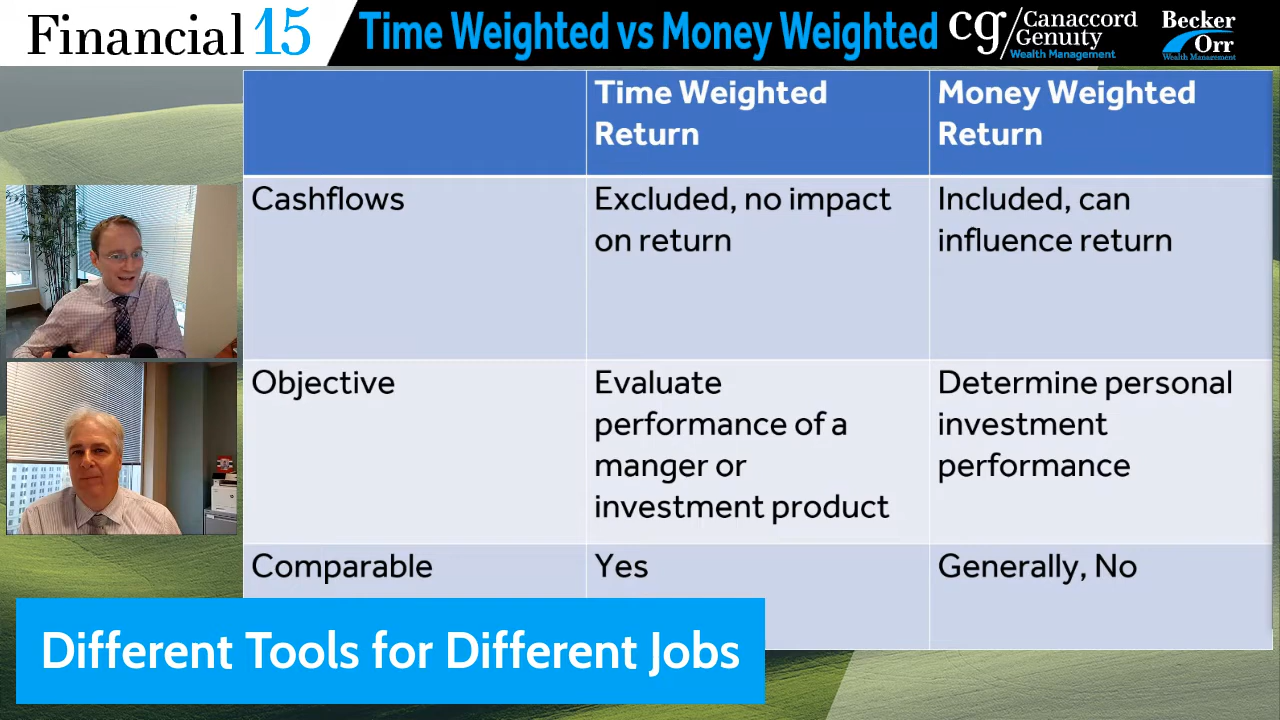 Financial 15
Time Weighted vs Money Weighted
cg/Canaccord
Genuity
Wealth Management
Becker
Orr
Wealth Management
Time Weighted
Return
Money Weighted
Return
Cashflows
Excluded, no impact
on return
Included, can
influence return
Objective
Evaluate
performance of a
manger or
investment product
Determine personal
investment
performance
Comparable
Yes
Generally, No
Different Tools for Different Jobs